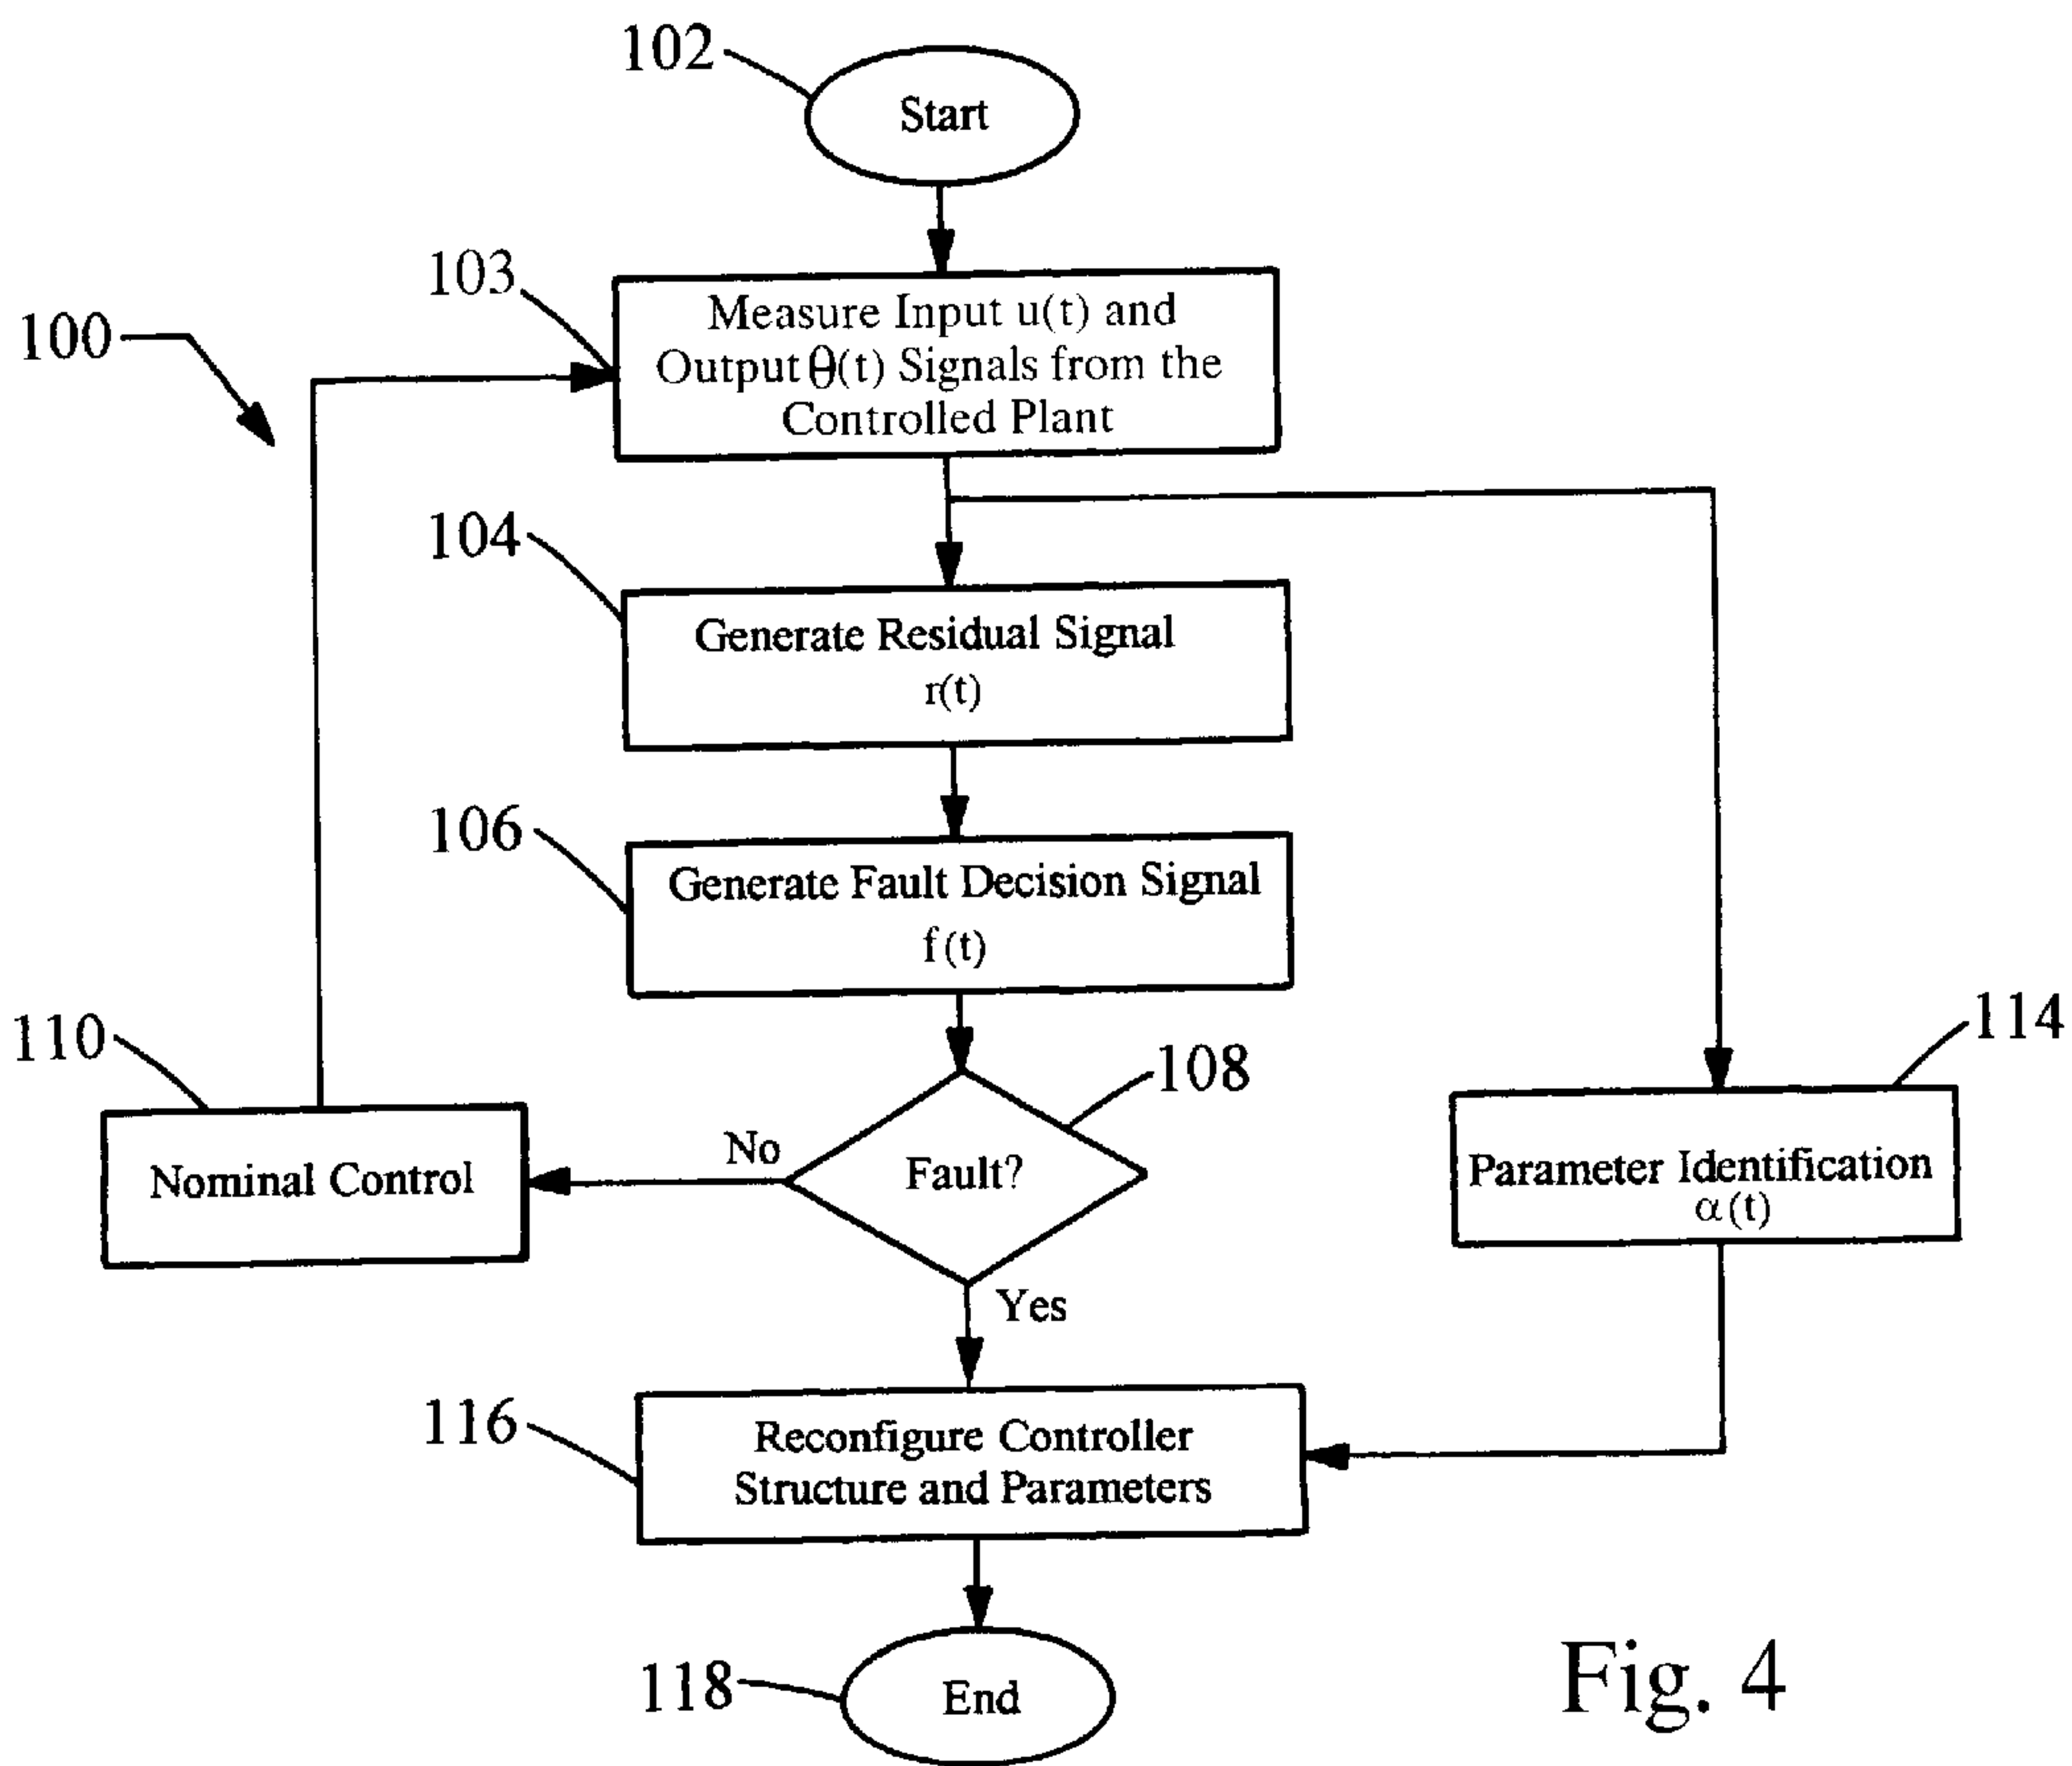 102
Start
103
100
Measure Input u(t) and
Output θ(t) Signals from the
Controlled Plant
104
Generate Residual Signal
r(t)
106
Generate Fault Decision Signal
f(t)
110
108
114
No
Fault?
Nominal Control
Parameter Identification
α(t)
Yes
116
Reconfigure Controller
Structure and Parameters
118
End
Fig. 4